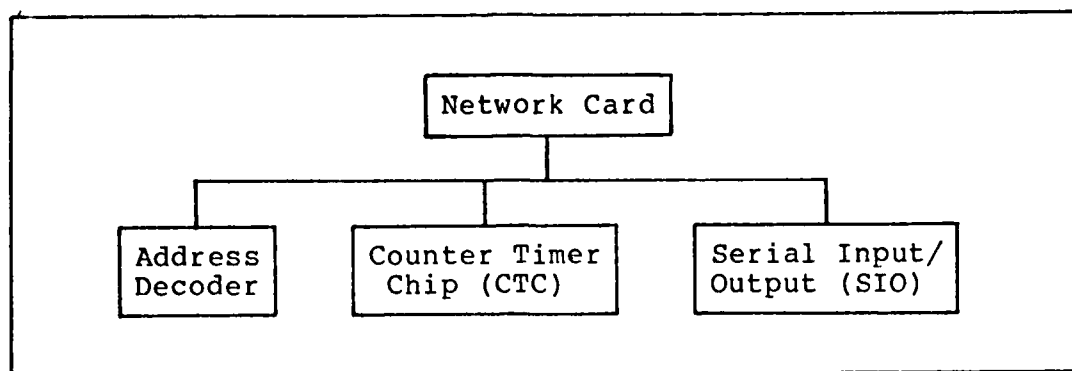 Network Card
Address
Decoder
Counter Timer
Chip (CTC)
Serial Input/
Output (SIO)